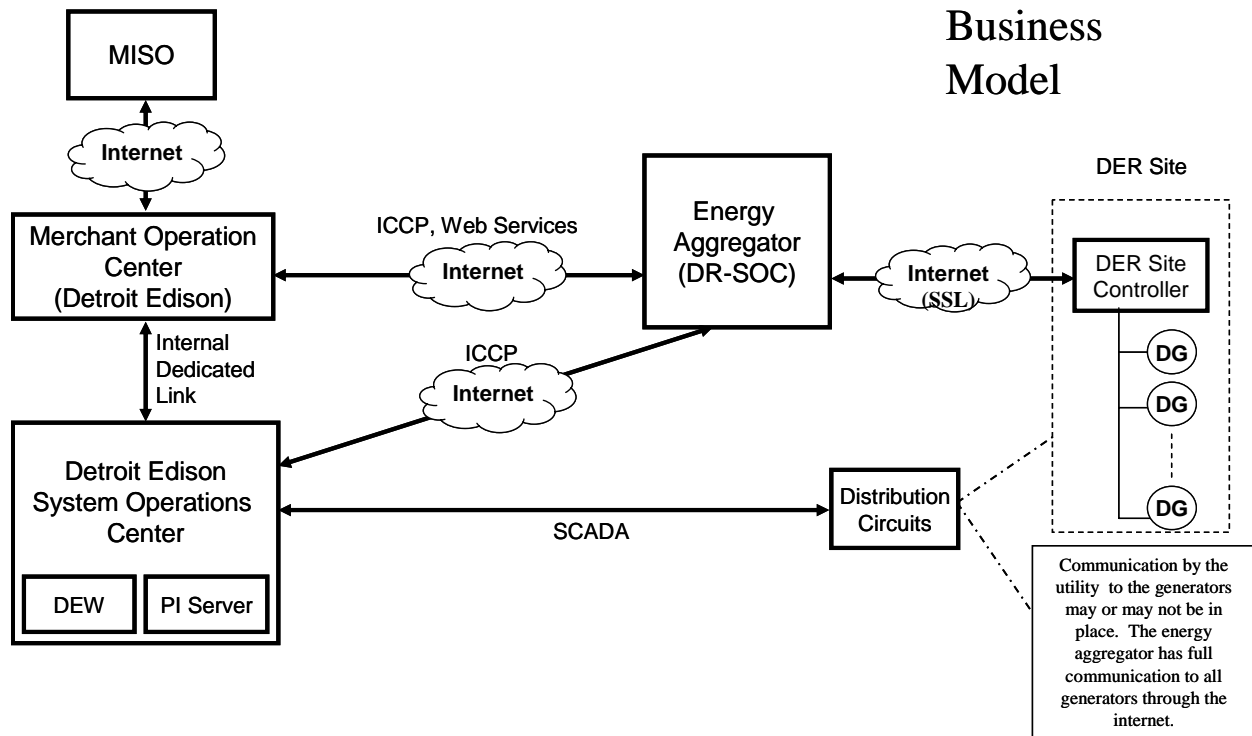 Business
Model
MISO
Internet
Merchant Operation
Center
(Detroit Edison)
ICCP, Web Services
Internet
Energy
Aggregator
(DR-SOC)
Internet
(SSL)
DER Site
DER Site
Controller
DG
DG
DG
Internal
Dedicated
Link
ICCP
Internet
Detroit Edison
System Operations
Center
DEW
PI Server
SCADA
Distribution
Circuits
Communication by the
utility to the generators
may or may not be in
place. The energy
aggregator has full
communication to all
generators through the
internet.